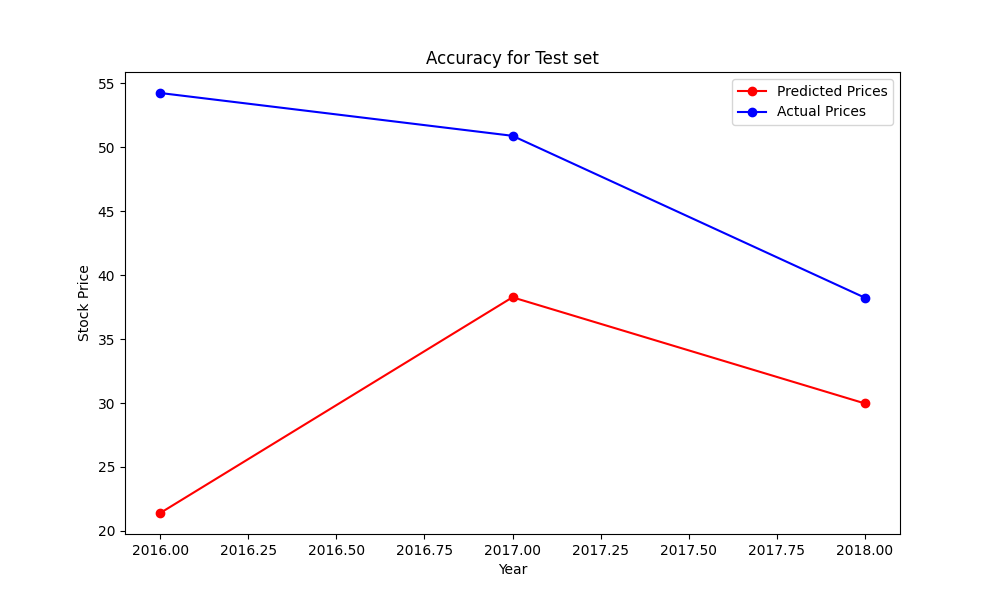 Accuracy for Test set
Predicted Prices
Actual Prices
Stock Price
55
50
45
40
35
30
25
20
2016.00 2016.25 2016.50 2016.75 2017.00 2017.25 2017.50 2017.75 2018.00
Year